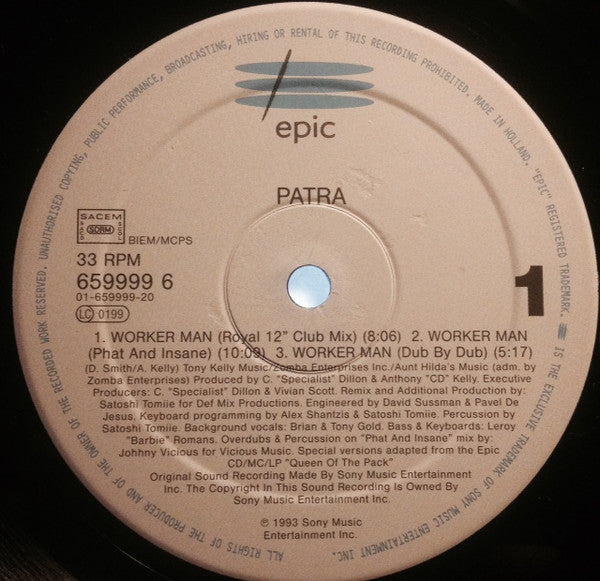 ALL RIGHTS OF THE PRODUCER AND OF THE OWNER OF THE RECORDED WORK RESERVED. UNAUTHORISED COPYING, PUBLIC PERFORMANCE, BROADCASTING, HIRING OR RENTAL OF THIS RECORDING PROHIBITED. MADE IN HOLLAND. "EPIC" REGISTERED TRADEMARK. IS THE EXCLUSIVE TRADEMARK OF SONY MUSIC ENTERTAINMENT INC.
epic
PATRA
SACEM
SDRM
BIEM/MCPS
33 RPM
659999 6
01-659999-20
LC 0199
1
1. WORKER MAN (Royal 12" Club Mix) (8:06) 2. WORKER MAN
(Phat And Insane) (10:09) 3. WORKER MAN (Dub By Dub) (5:17)
(D. Smith/A. Kelly) Tony Kelly Music/Zomba Enterprises Inc./Aunt Hilda's Music (adm. by
Zomba Enterprises) Produced by C. "Specialist" Dillon & Anthony "CD" Kelly. Executive
Producers: C. "Specialist" Dillon & Vivian Scott. Remix and Additional Production by:
Satoshi Tomiie for Def Mix Productions. Engineered by David Sussman & Pavel De
Jesus. Keyboard programming by Alex Shantzis & Satoshi Tomiie. Percussion by
Satoshi Tomiie. Background vocals: Brian & Tony Gold. Bass & Keyboards: Leroy
"Barbie" Romans. Overdubs & Percussion on "Phat And Insane" mix by:
Johhny Vicious for Vicious Music. Special versions adapted from the Epic
CD/MC/LP "Queen Of The Pack"
Original Sound Recording Made By Sony Music Entertainment
Inc. The Copyright In This Sound Recording Is Owned By
Sony Music Entertainment Inc.
℗ 1993 Sony Music
Entertainment Inc.